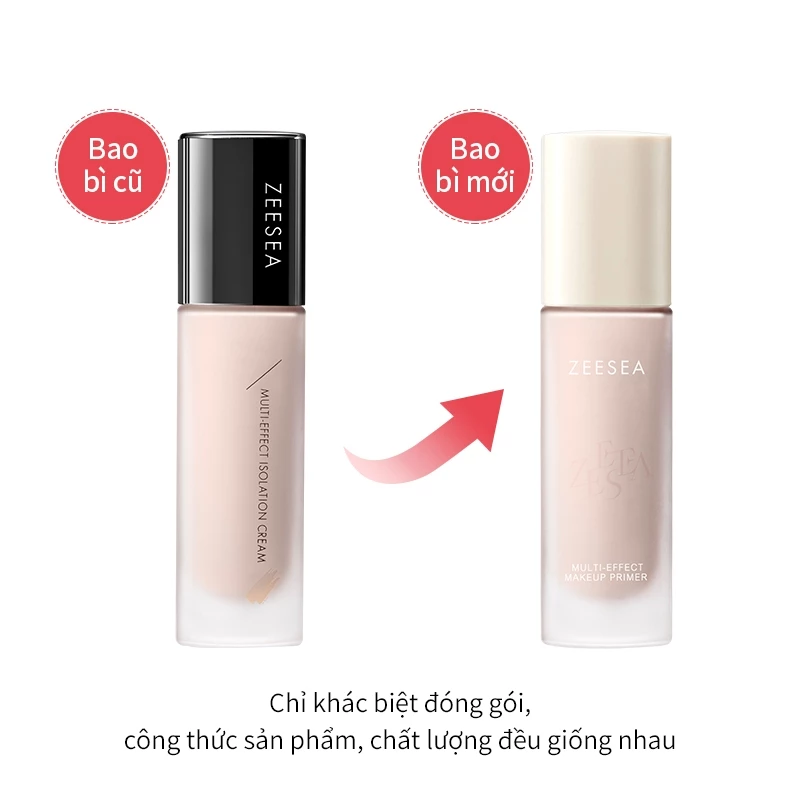 Bao
bì cũ
Bao
bì mới
ZEESEA
MULTI-EFFECT ISOLATION CREAM
ZEESEA
ZEESEA
MULTI-EFFECT
MAKEUP PRIMER
Chỉ khác biệt đóng gói,
công thức sản phẩm, chất lượng đều giống nhau